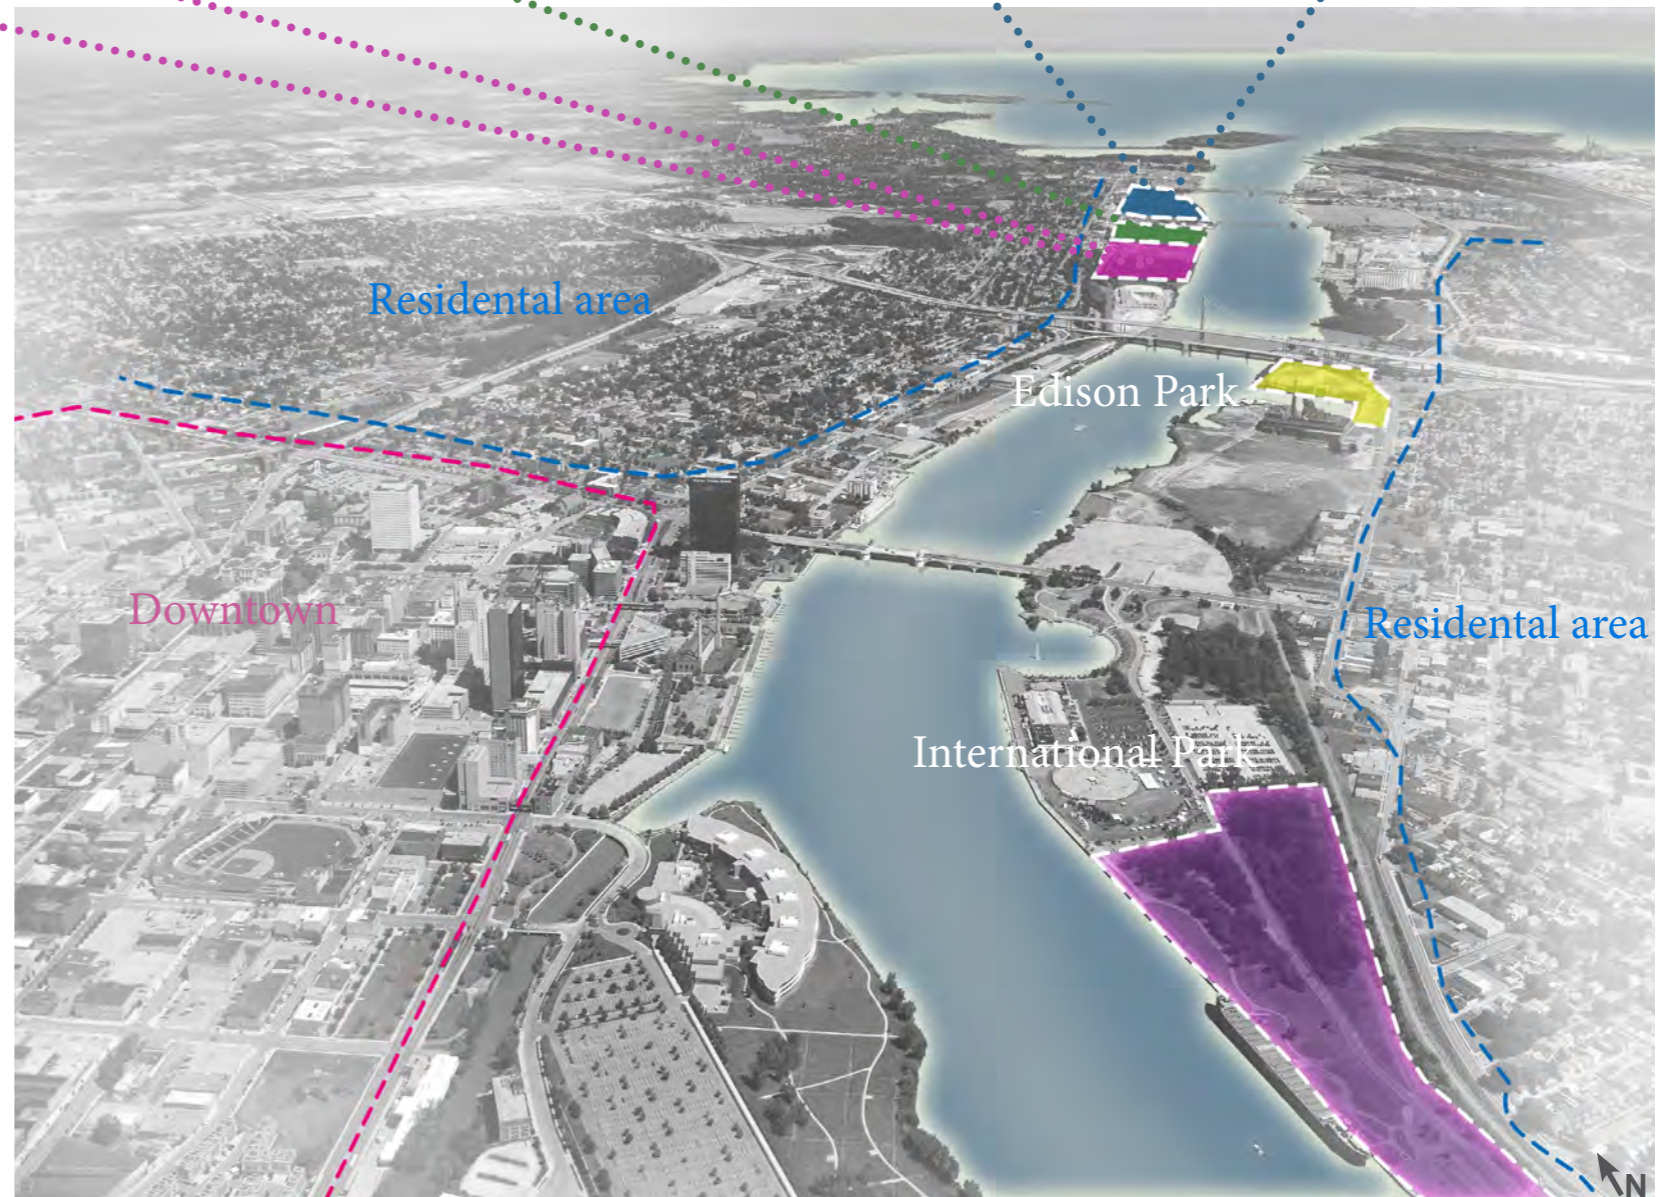 Residental area
Edison Park
Downtown
Residental area
International Park
N